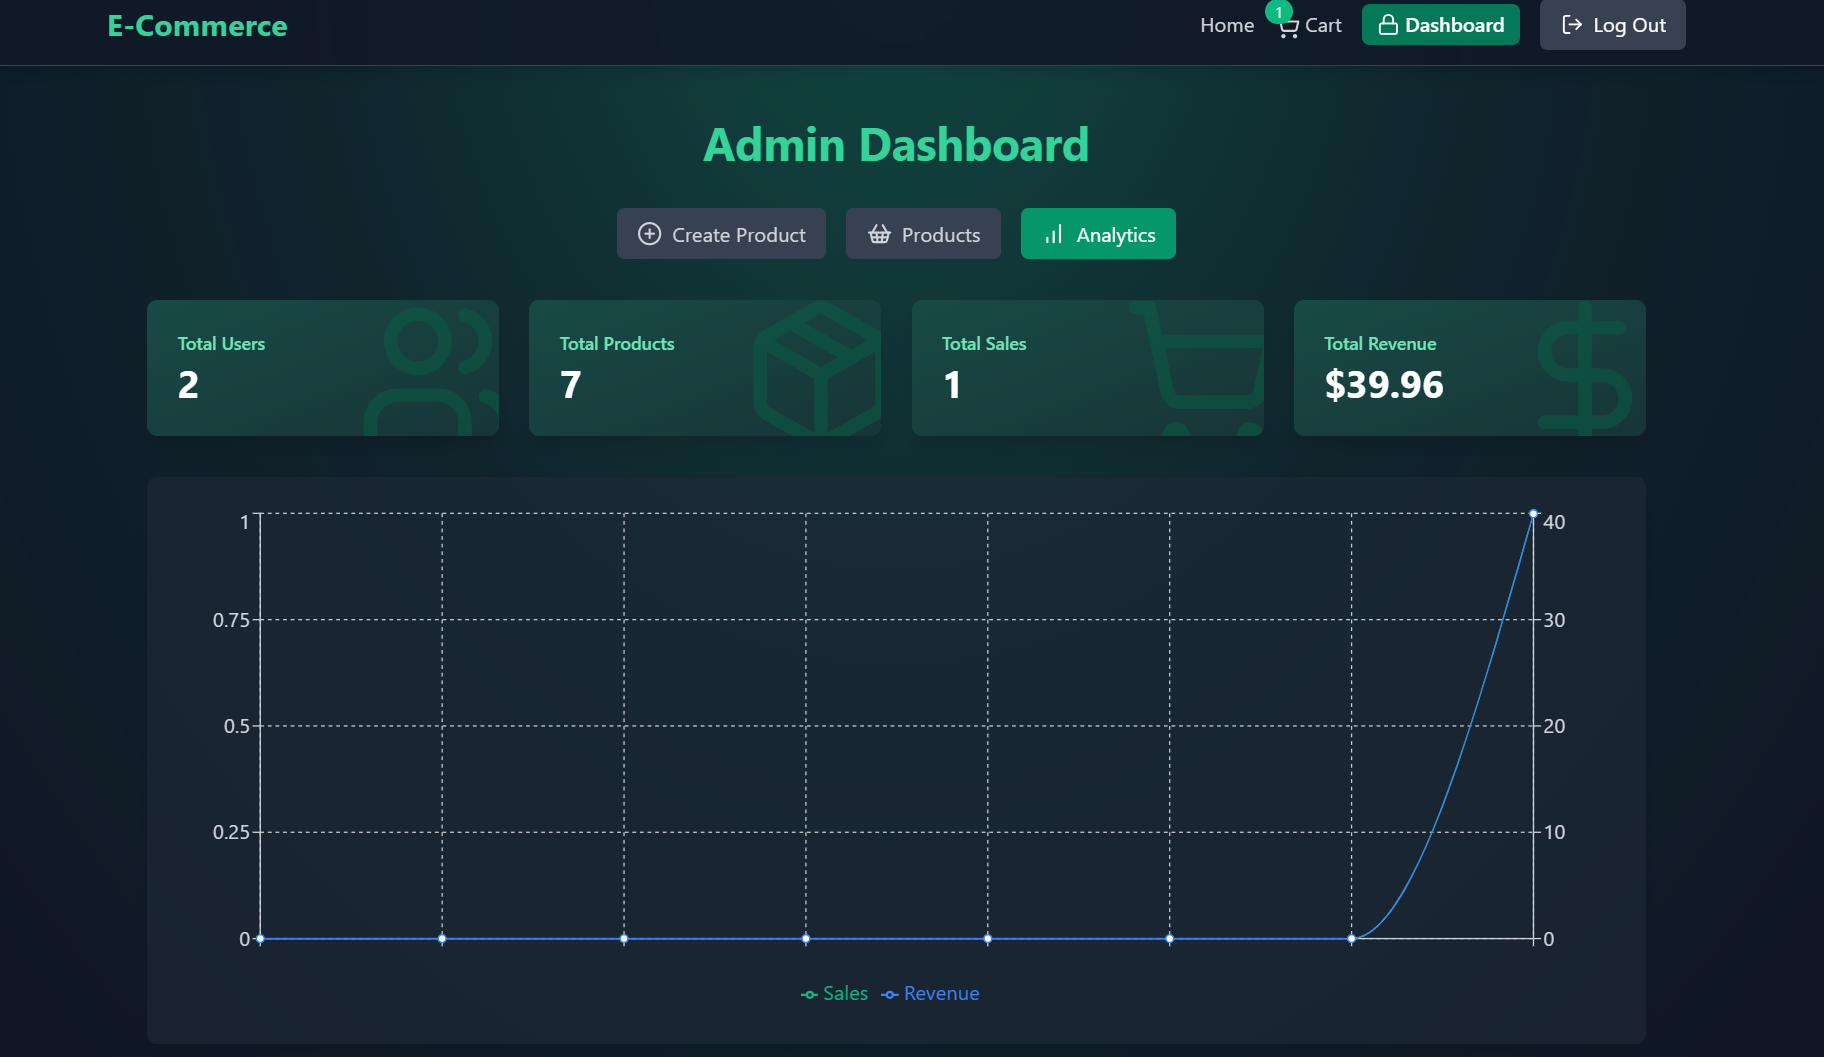 E-Commerce
Home 1 Cart Dashboard Log Out
Admin Dashboard
Create Product Products Analytics
Total Users
2
Total Products
7
Total Sales
1
Total Revenue
$39.96
1 40
0.75 30
0.5 20
0.25 10
0 0
Sales Revenue